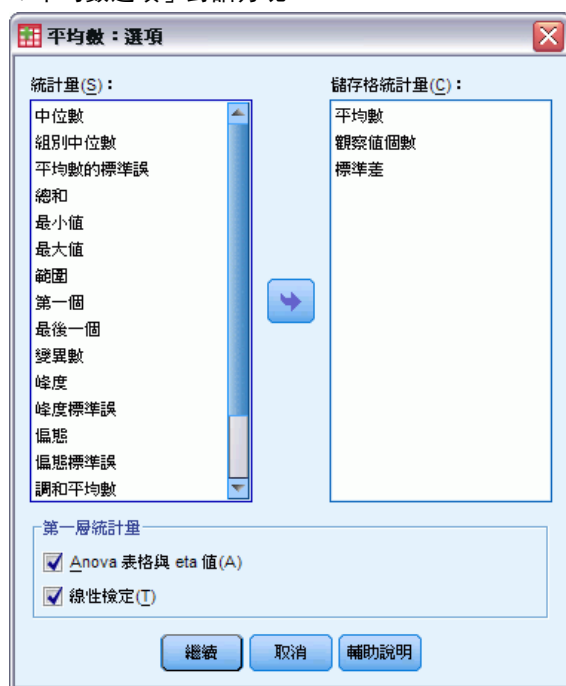 平均數：選項
統計量(S)：
中位數
組別中位數
平均數的標準誤
總和
最小值
最大值
範圍
第一個
最後一個
變異數
峰度
峰度標準誤
偏態
偏態標準誤
調和平均數
儲存格統計量(C)：
平均數
觀察值個數
標準差
第一層統計量
Anova 表格與 eta 值(A)
線性檢定(T)
繼續
取消
輔助說明